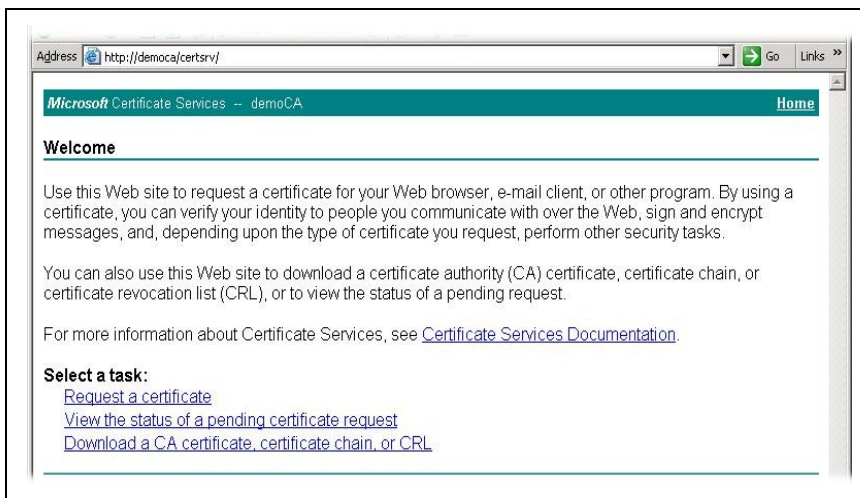 Address http://democa/certsrv/ Go Links »
Microsoft Certificate Services -- demoCA Home
Welcome
Use this Web site to request a certificate for your Web browser, e-mail client, or other program. By using a
certificate, you can verify your identity to people you communicate with over the Web, sign and encrypt
messages, and, depending upon the type of certificate you request, perform other security tasks.
You can also use this Web site to download a certificate authority (CA) certificate, certificate chain, or
certificate revocation list (CRL), or to view the status of a pending request.
For more information about Certificate Services, see Certificate Services Documentation.
Select a task:
Request a certificate
View the status of a pending certificate request
Download a CA certificate, certificate chain, or CRL